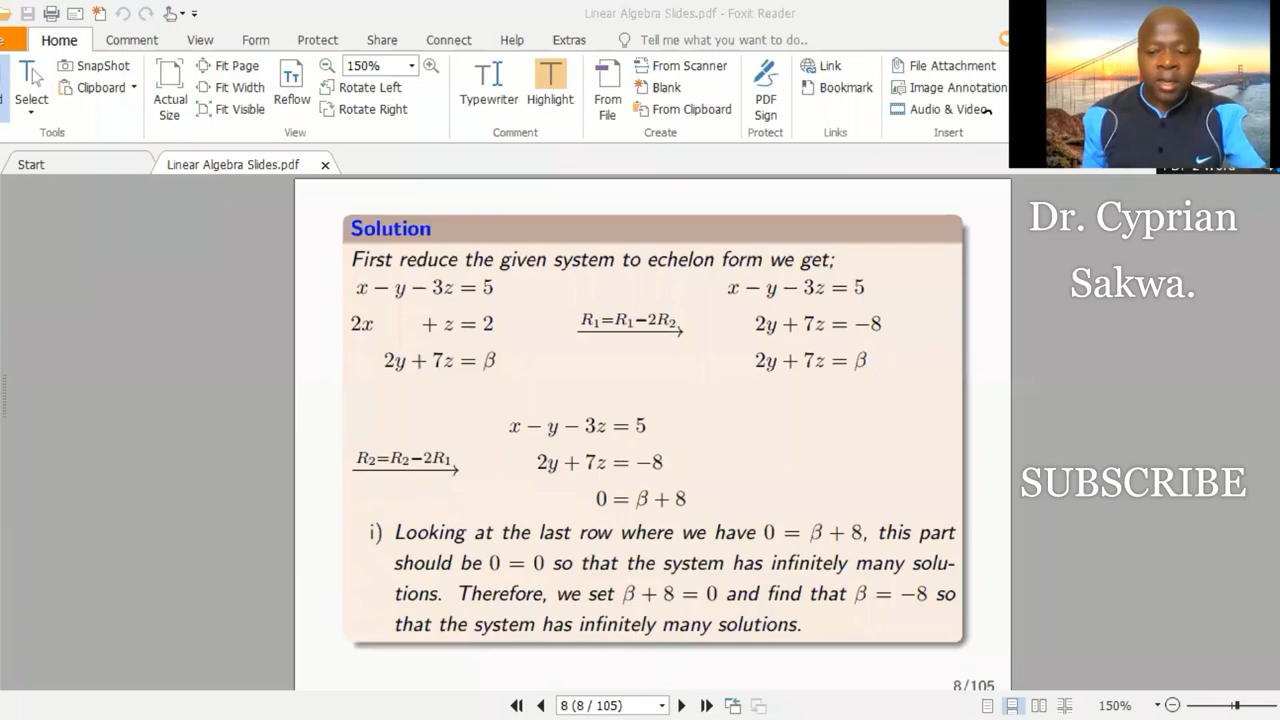 Linear Algebra Slides.pdf - Foxit Reader
Home Comment View Form Protect Share Connect Help Extras Tell me what you want to do..
Select
SnapShot
Clipboard
Tools
Actual Size
Fit Page
Fit Width
Fit Visible
Reflow
150%
Rotate Left
Rotate Right
View
Typewriter Highlight
Comment
From File
From Scanner
Blank
From Clipboard
Create
PDF Sign
Protect
Link
Bookmark
Links
File Attachment
Image Annotation
Audio & Video
Insert
Start
Linear Algebra Slides.pdf
Solution
First reduce the given system to echelon form we get;
x − y − 3z = 5
2x + z = 2
2y + 7z = β
R₁=R₁−2R₂
x − y − 3z = 5
2y + 7z = −8
2y + 7z = β
R₂=R₂−2R₁
x − y − 3z = 5
2y + 7z = −8
0 = β + 8
i) Looking at the last row where we have 0 = β + 8, this part
should be 0 = 0 so that the system has infinitely many solu-
tions. Therefore, we set β + 8 = 0 and find that β = −8 so
that the system has infinitely many solutions.
8/105
Dr. Cyprian
Sakwa.
SUBSCRIBE
8 (8 / 105)
150%